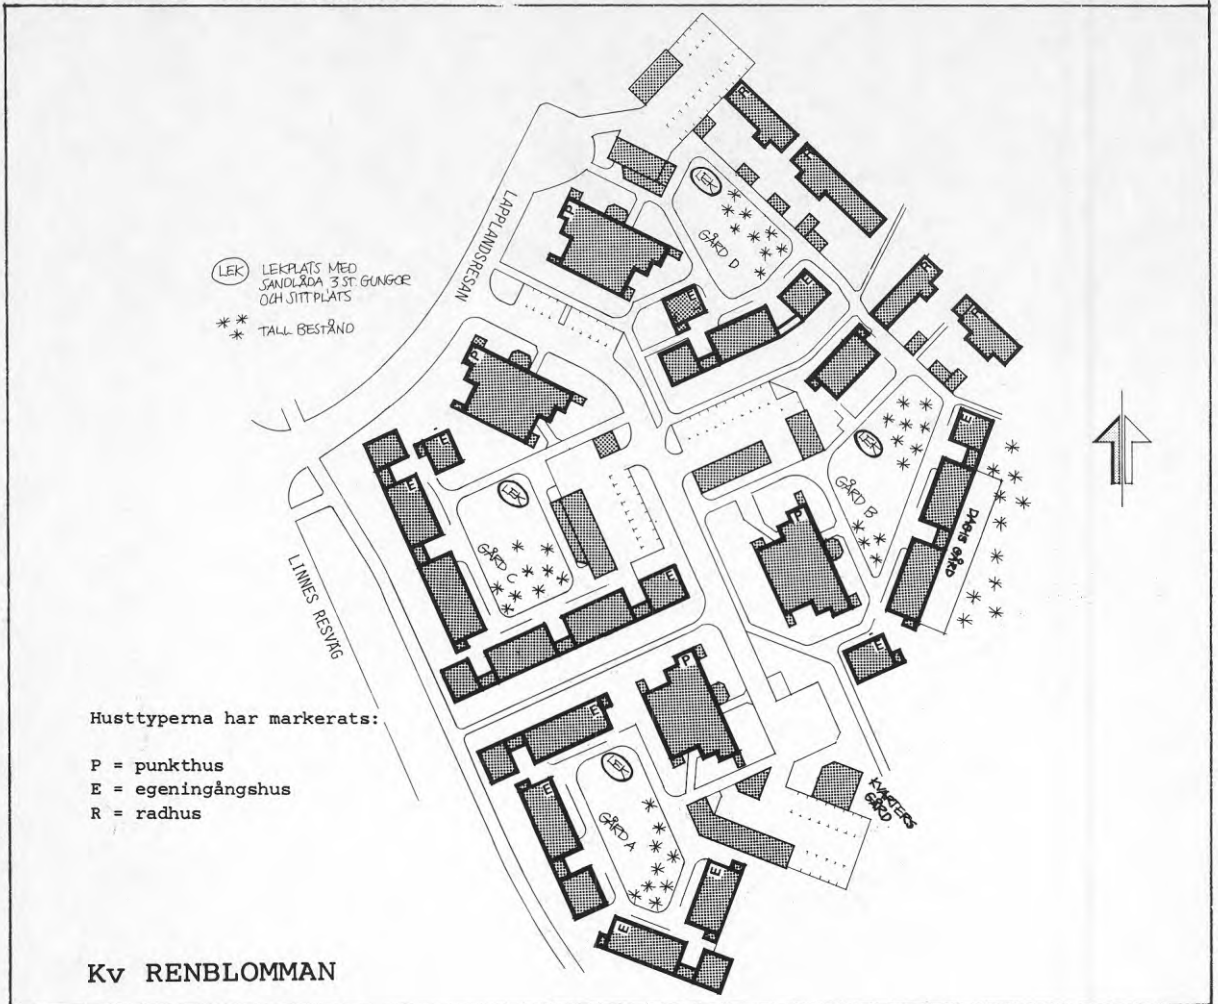 LAPPLANDSRESAN
LEK
GÅRD D
P
E
E
R
R
LEK
LEKPLATS MED
SANDLÅDA 3 ST. GUNGOR
OCH SITTPLATS
TALL BESTÅND
P
E
E
LEK
GÅRD C
E
LEK
GÅRD B
E
DAGHIS GÅRD
P
E
LINNES RESVÄG
Husttyperna har markerats:
P = punkthus
E = egeningångshus
R = radhus
P
E
E
LEK
GÅRD A
E
E
KVARTERS
GÅRD
Kv RENBLOMMAN